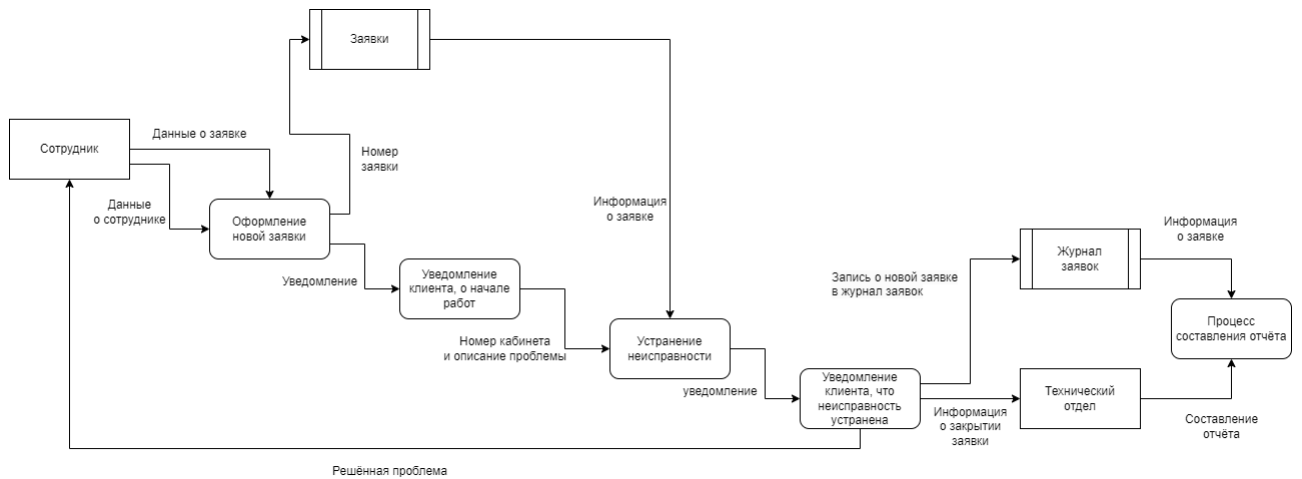 Заявки
Сотрудник
Данные о заявке
Номер
заявки
Данные
о сотруднике
Оформление
новой заявки
Информация
о заявке
Уведомление
Уведомление
клиента, о начале
работ
Номер кабинета
и описание проблемы
Устранение
неисправности
уведомление
Уведомление
клиента, что
неисправность
устранена
Запись о новой заявке
в журнал заявок
Журнал
заявок
Информация
о заявке
Процесс
составления отчёта
Информация
о закрытии
заявки
Технический
отдел
Составление
отчёта
Решённая проблема